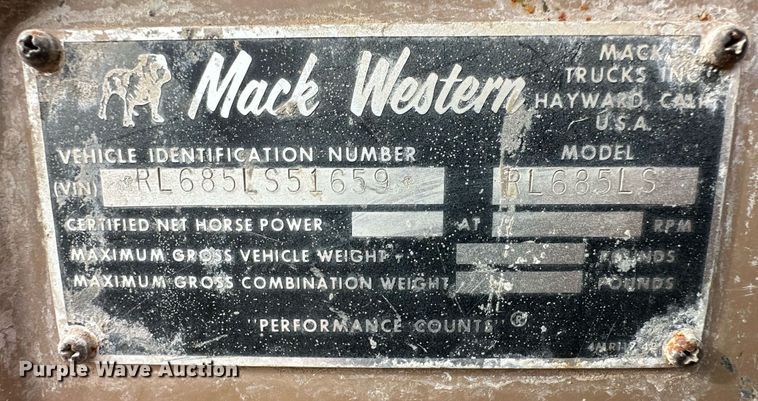 Mack Western
MACK
TRUCKS INC
HAYWARD, CALIF.
U.S.A.
VEHICLE IDENTIFICATION NUMBER
MODEL
(VIN) *RL685LS51659*
RL685LS
CERTIFIED NET HORSE POWER AT RPM
MAXIMUM GROSS VEHICLE WEIGHT POUNDS
MAXIMUM GROSS COMBINATION WEIGHT POUNDS
"PERFORMANCE COUNTS" ©
Purple Wave Auction